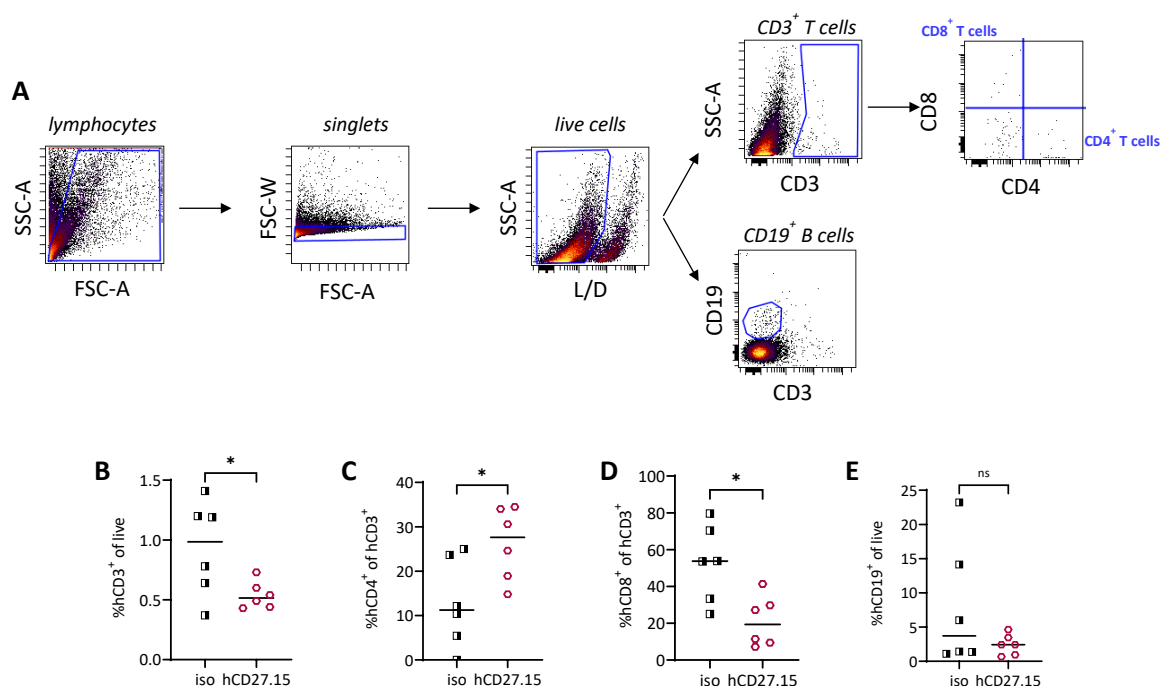 A
lymphocytes
SSC-A
FSC-A
singlets
FSC-W
FSC-A
live cells
SSC-A
L/D
CD3+ T cells
SSC-A
CD3
CD8+ T cells
CD8
CD4+ T cells
CD4
CD19+ B cells
CD19
CD3
B
*
%hCD3+ of live
1.5
1.0
0.5
0.0
iso hCD27.15
C
*
%hCD4+ of hCD3+
40
30
20
10
0
iso hCD27.15
D
*
%hCD8+ of hCD3+
100
80
60
40
20
0
iso hCD27.15
E
ns
%hCD19+ of live
25
20
15
10
5
0
iso hCD27.15